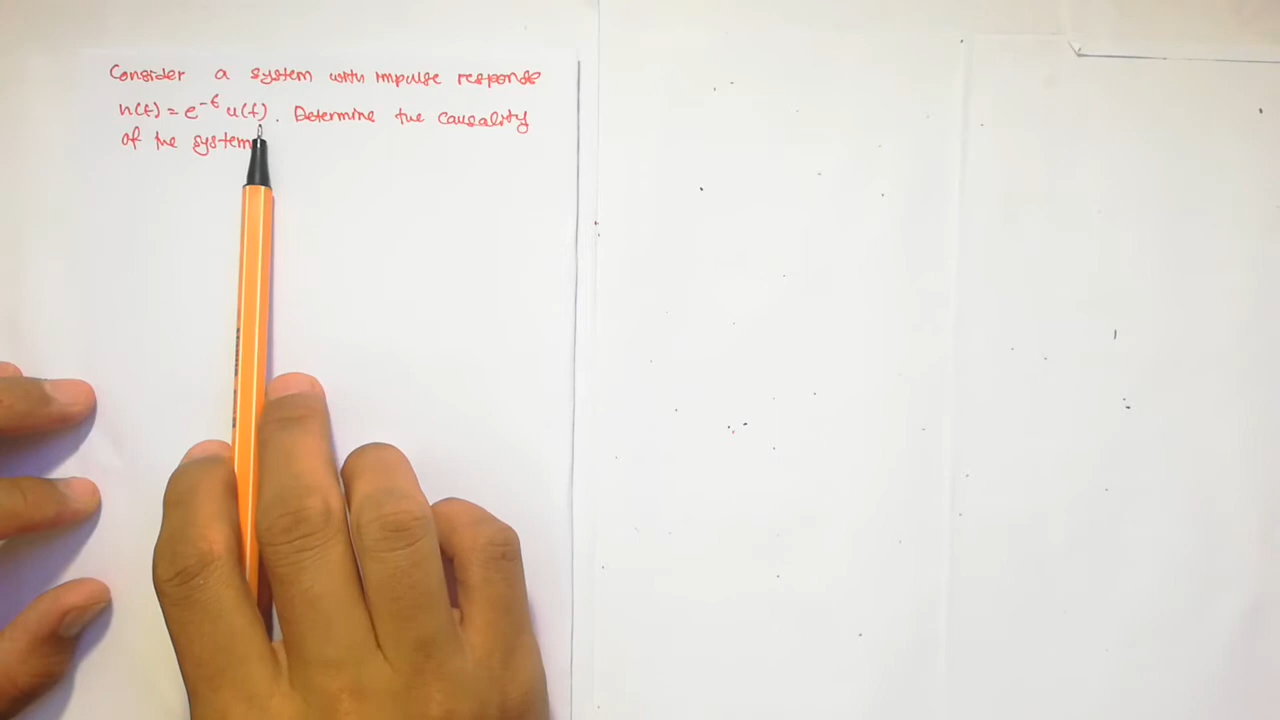 Consider a system with impulse response
h(t) = e^-t u(t). Determine the causality
of the system